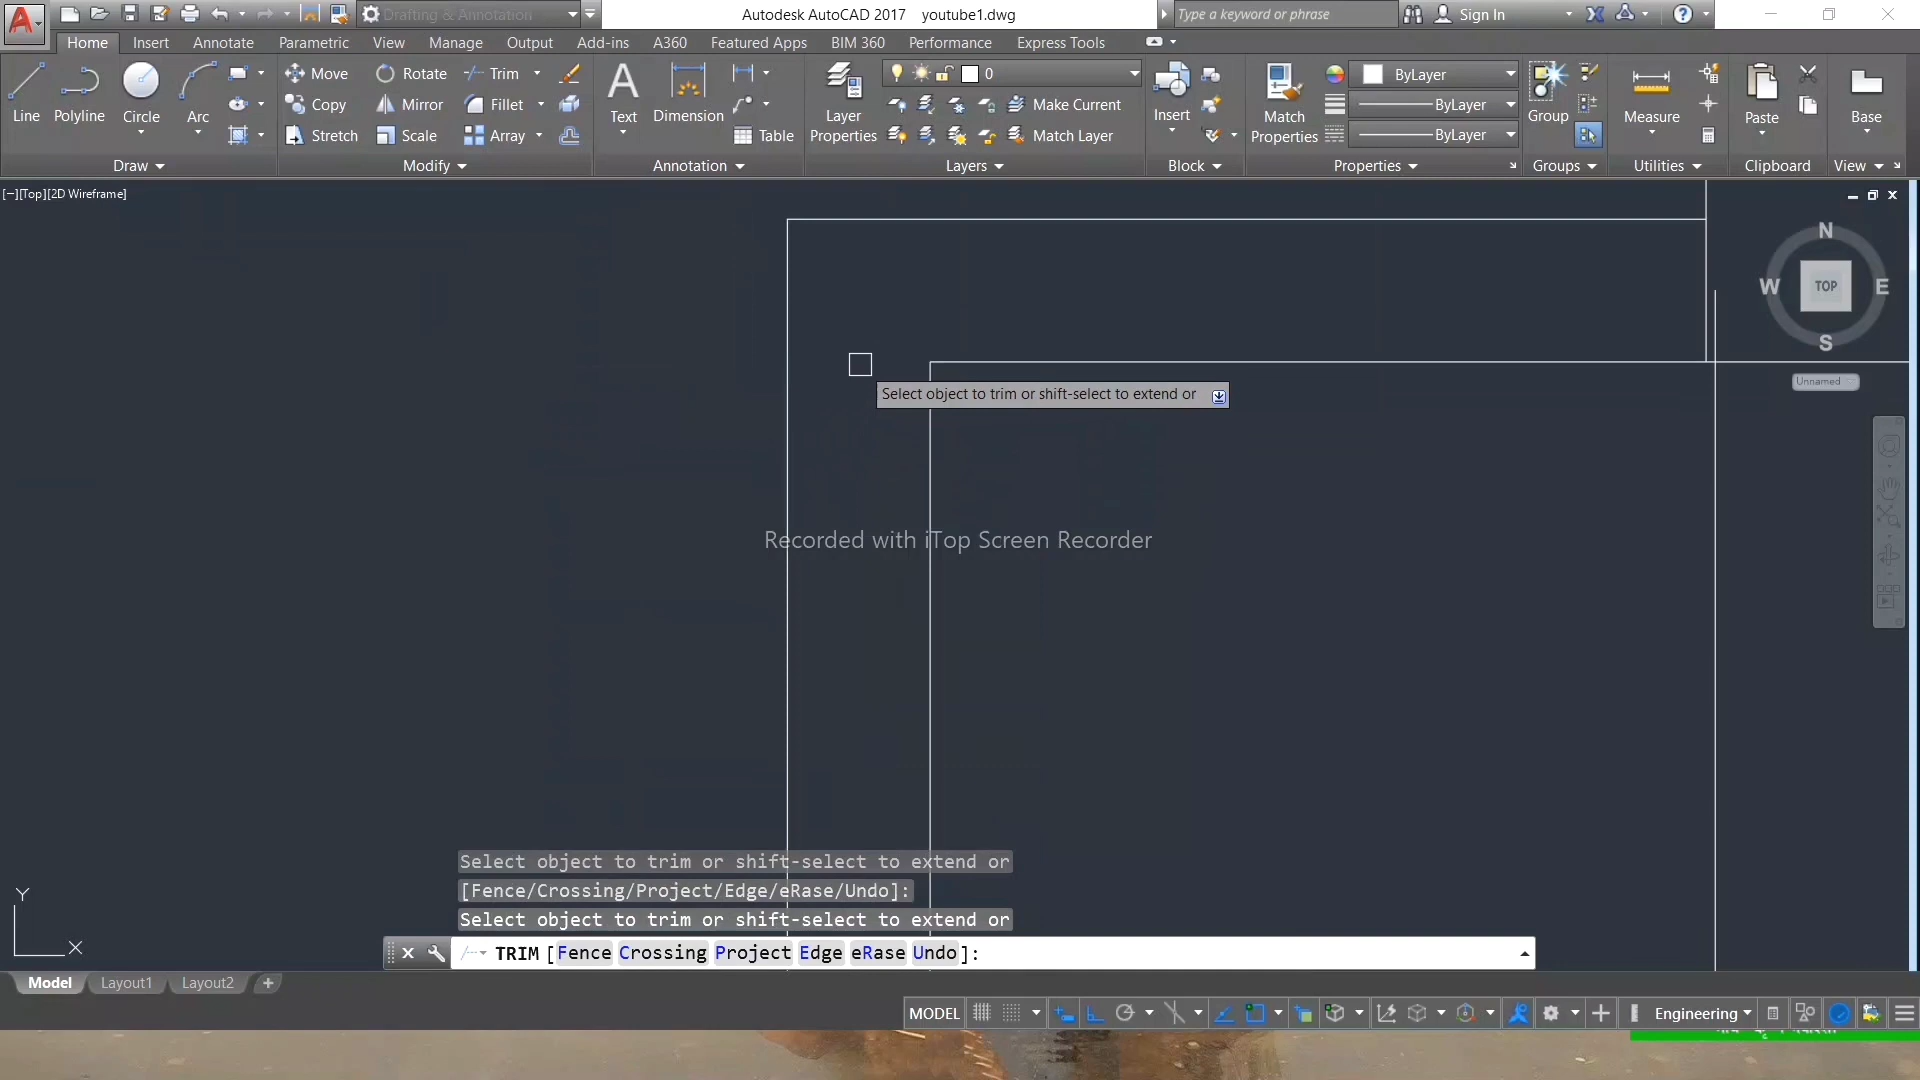 Drafting & Annotation
Autodesk AutoCAD 2017 youtube1.dwg
Type a keyword or phrase
Sign In
Home Insert Annotate Parametric View Manage Output Add-ins A360 Featured Apps BIM 360 Performance Express Tools
Line Polyline Circle Arc
Move Rotate Trim
Copy Mirror Fillet
Stretch Scale Array
Text Dimension Table
Layer Properties
0
Make Current
Match Layer
Insert
Match Properties
ByLayer
ByLayer
ByLayer
Group
Measure
Paste
Base
Draw Modify Annotation Layers Block Properties Groups Utilities Clipboard View
[−][Top][2D Wireframe]
N
W TOP E
S
Unnamed
Select object to trim or shift-select to extend or
Recorded with iTop Screen Recorder
Select object to trim or shift-select to extend or
[Fence/Crossing/Project/Edge/eRase/Undo]:
Select object to trim or shift-select to extend or
TRIM [Fence Crossing Project Edge eRase Undo]:
Y
X
Model Layout1 Layout2 +
MODEL Engineering